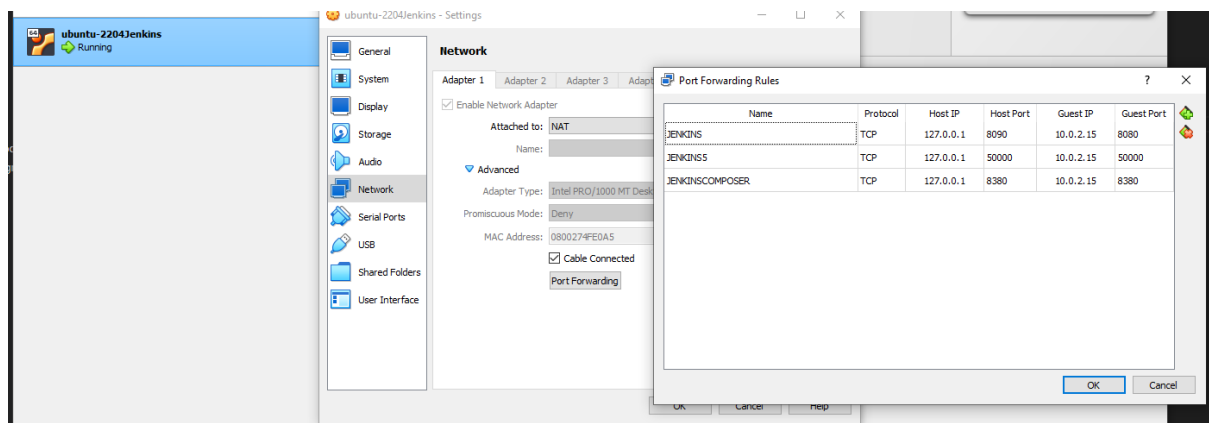 ubuntu-2204Jenkins - Settings
64
ubuntu-2204Jenkins
Running
General
System
Display
Storage
Audio
Network
Serial Ports
USB
Shared Folders
User Interface
Network
Adapter 1 Adapter 2 Adapter 3 Adapt
Enable Network Adapter
Attached to: NAT
Name:
Advanced
Adapter Type: Intel PRO/1000 MT Desk
Promiscuous Mode: Deny
MAC Address: 0800274FE0A5
Cable Connected
Port Forwarding
OK Cancel Help
Port Forwarding Rules
Name Protocol Host IP Host Port Guest IP Guest Port
JENKINS TCP 127.0.0.1 8090 10.0.2.15 8080
JENKINS5 TCP 127.0.0.1 50000 10.0.2.15 50000
JENKINSCOMPOSER TCP 127.0.0.1 8380 10.0.2.15 8380
OK Cancel